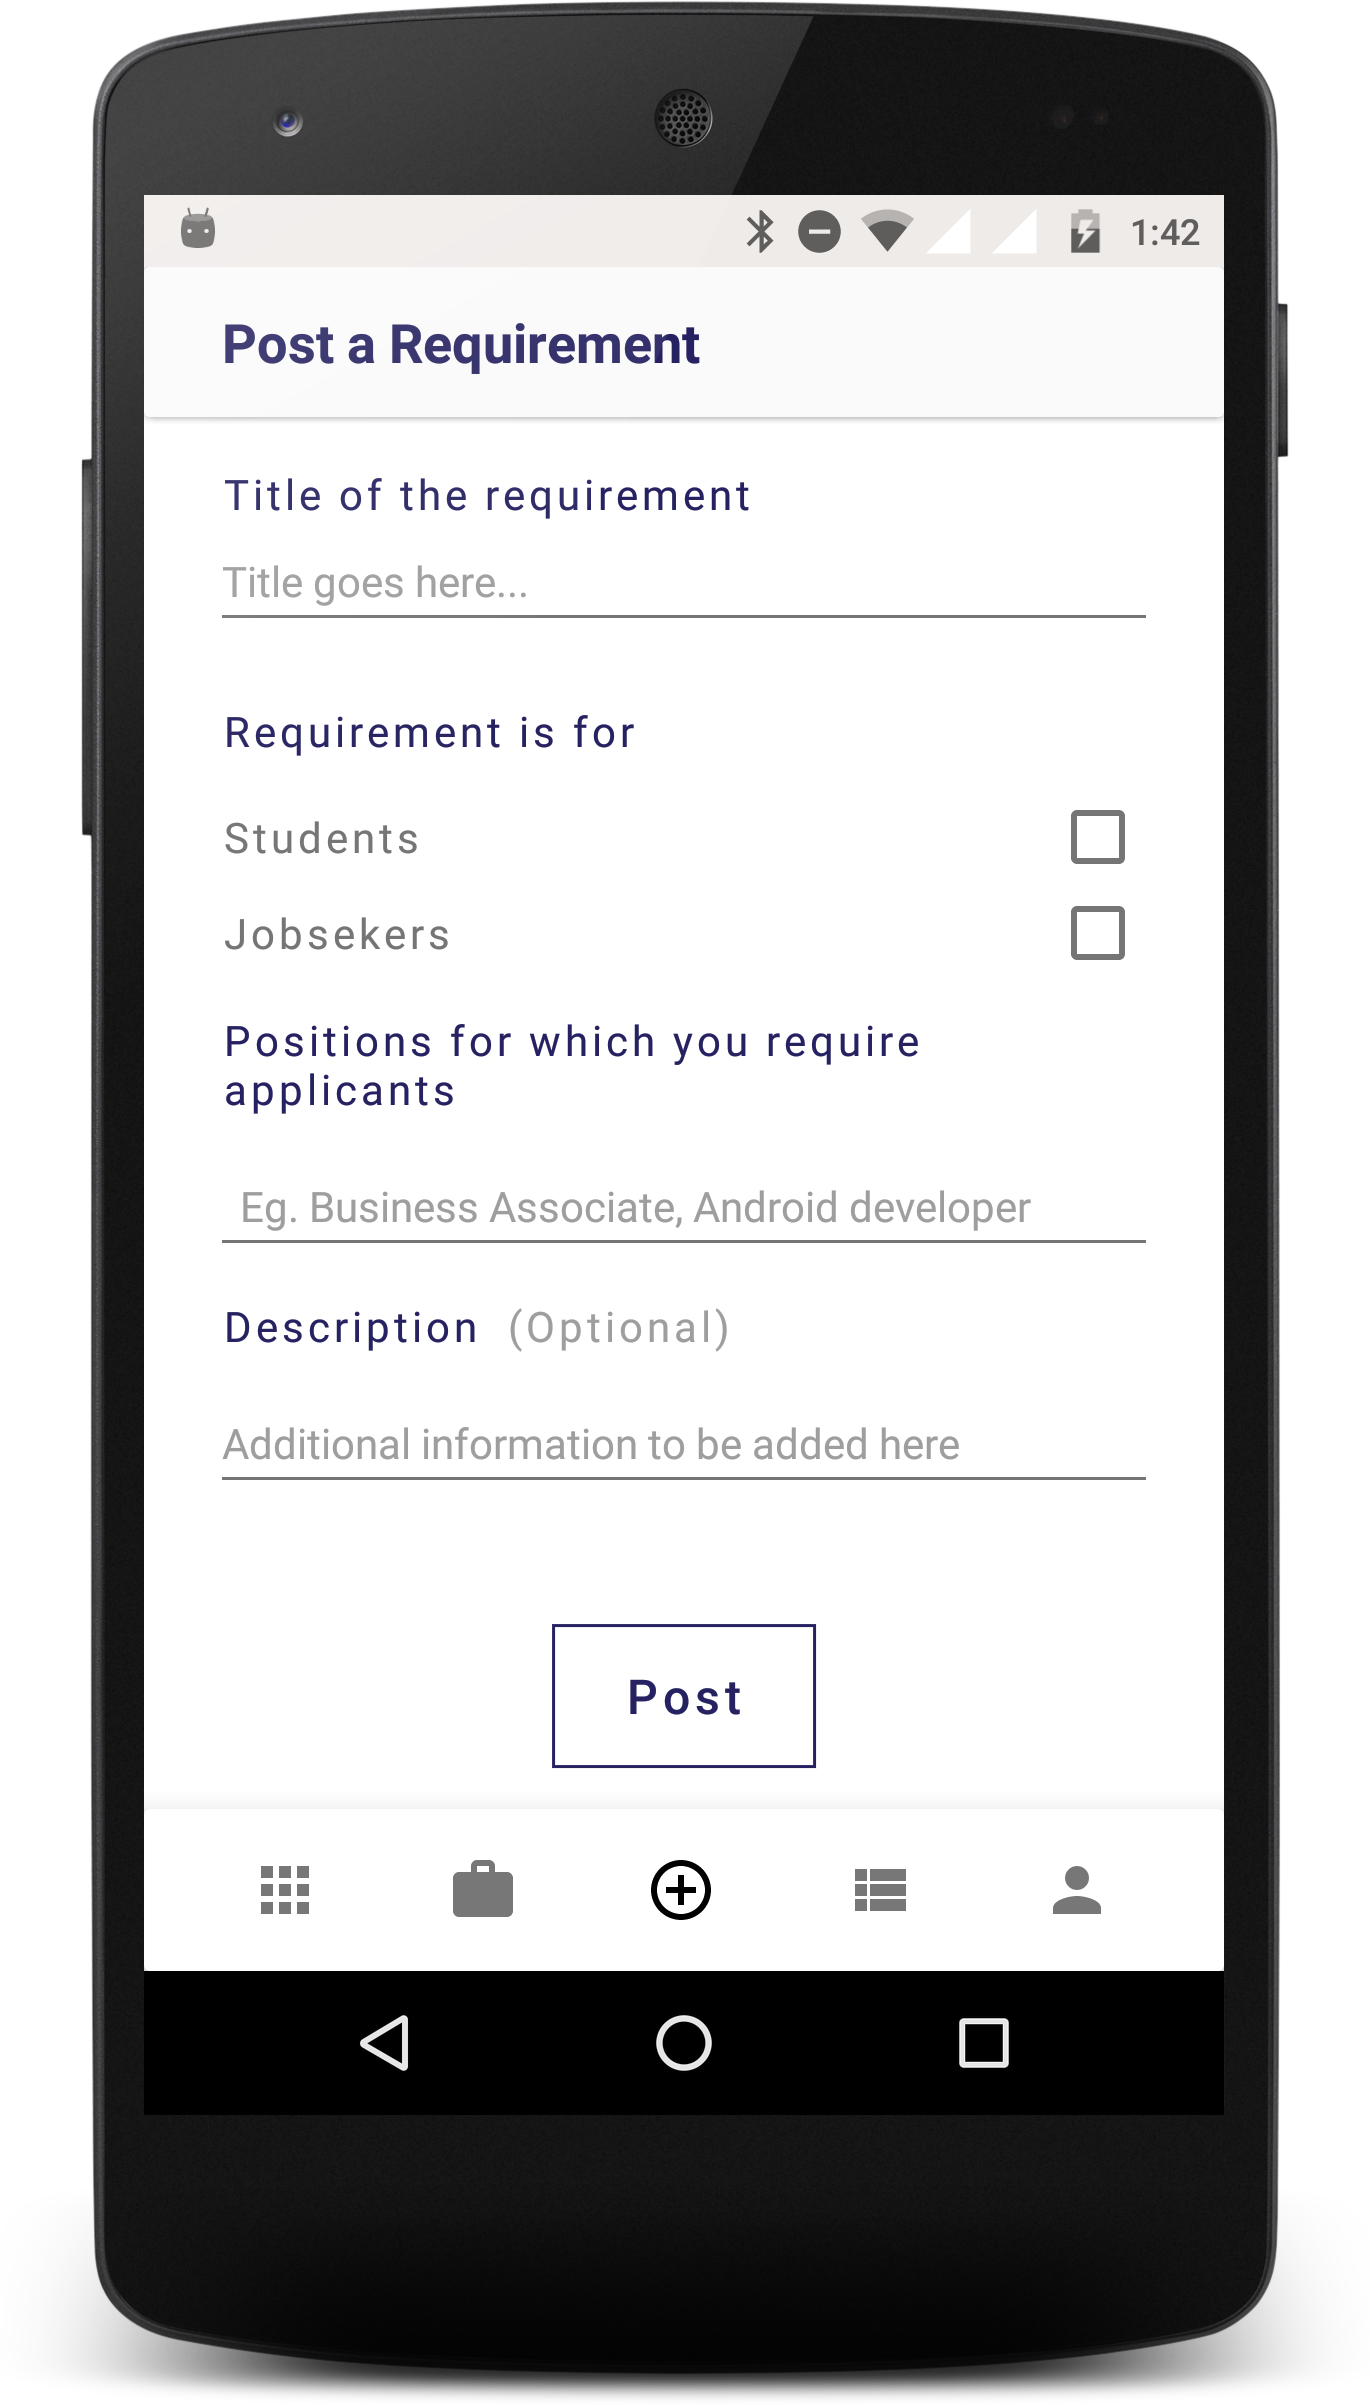 1:42
Post a Requirement
Title of the requirement
Title goes here...
Requirement is for
Students
Jobsekers
Positions for which you require
applicants
Eg. Business Associate, Android developer
Description (Optional)
Additional information to be added here
Post